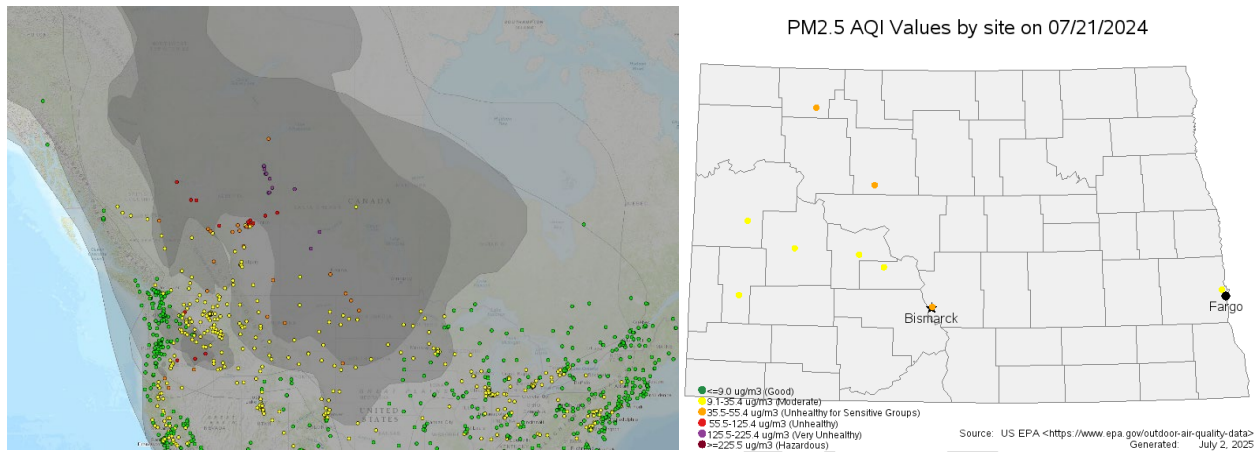 PM2.5 AQI Values by site on 07/21/2024
CANADA
UNITED
STATES
Bismarck
Fargo
<=9.0 ug/m3 (Good)
9.1-35.4 ug/m3 (Moderate)
35.5-55.4 ug/m3 (Unhealthy for Sensitive Groups)
55.5-125.4 ug/m3 (Unhealthy)
125.5-225.4 ug/m3 (Very Unhealthy)
>=225.5 ug/m3 (Hazardous)
Source: US EPA <https://www.epa.gov/outdoor-air-quality-data>
Generated: July 2, 2025